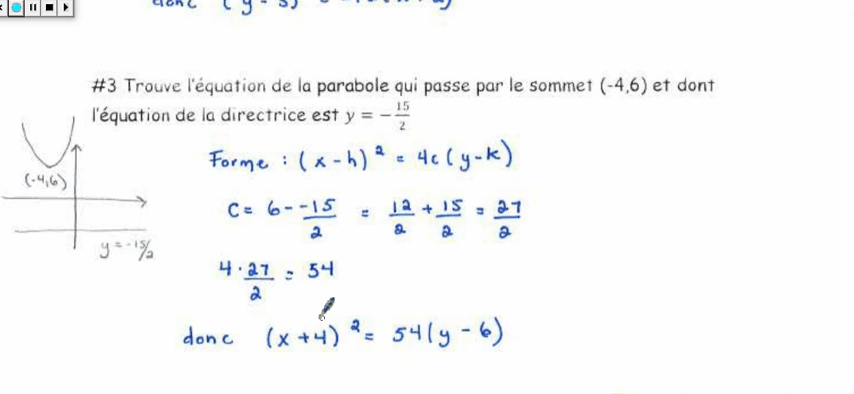 #3 Trouve l'équation de la parabole qui passe par le sommet (-4,6) et dont
l'équation de la directrice est y = -15/2
(-4,6)
y = -15/2
Forme : (x-h)² = 4c(y-k)
C = 6 - -15/2 = 12/2 + 15/2 = 27/2
4 · 27/2 = 54
donc (x+4)² = 54(y-6)